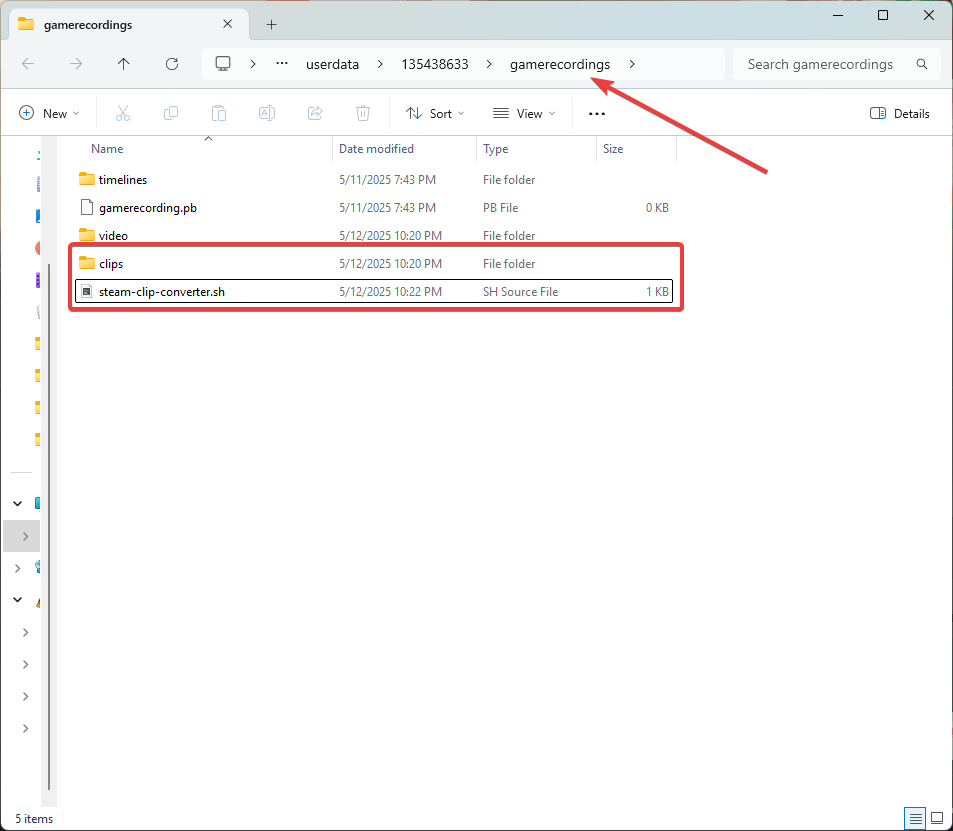 gamerecordings
userdata 135438633 gamerecordings Search gamerecordings
New Sort View Details
Name Date modified Type Size
timelines 5/11/2025 7:43 PM File folder
gamerecording.pb 5/11/2025 7:43 PM PB File 0 KB
video 5/12/2025 10:20 PM File folder
clips 5/12/2025 10:20 PM File folder
steam-clip-converter.sh 5/12/2025 10:22 PM SH Source File 1 KB
5 items